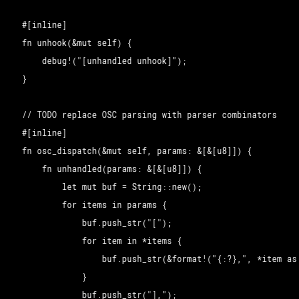 #[inline]
fn unhook(&mut self) {
debug!("[unhandled unhook]");
}
// TODO replace OSC parsing with parser combinators
#[inline]
fn osc_dispatch(&mut self, params: &[&[u8]]) {
fn unhandled(params: &[&[u8]]) {
let mut buf = String::new();
for items in params {
buf.push_str("[");
for item in *items {
buf.push_str(&format!("{:?},", *item as
}
buf.push_str("],");